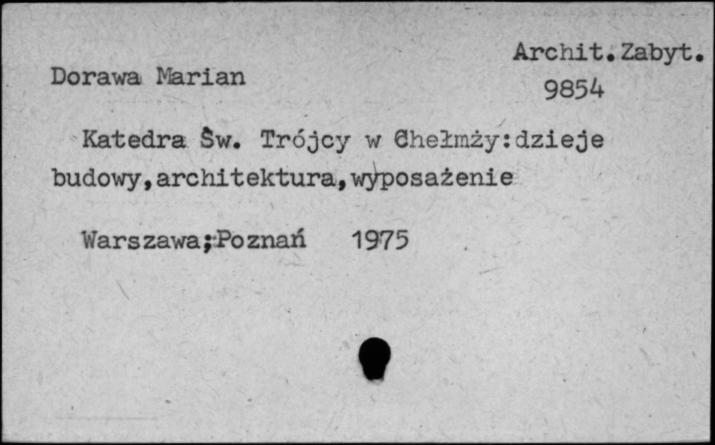 Archit. Zabyt.
Dorawa Marian
9854
Katedra Św. Trójcy w Chełmży:dzieje
budowy,architektura,wyposażenie
Warszawa;Poznań 1975